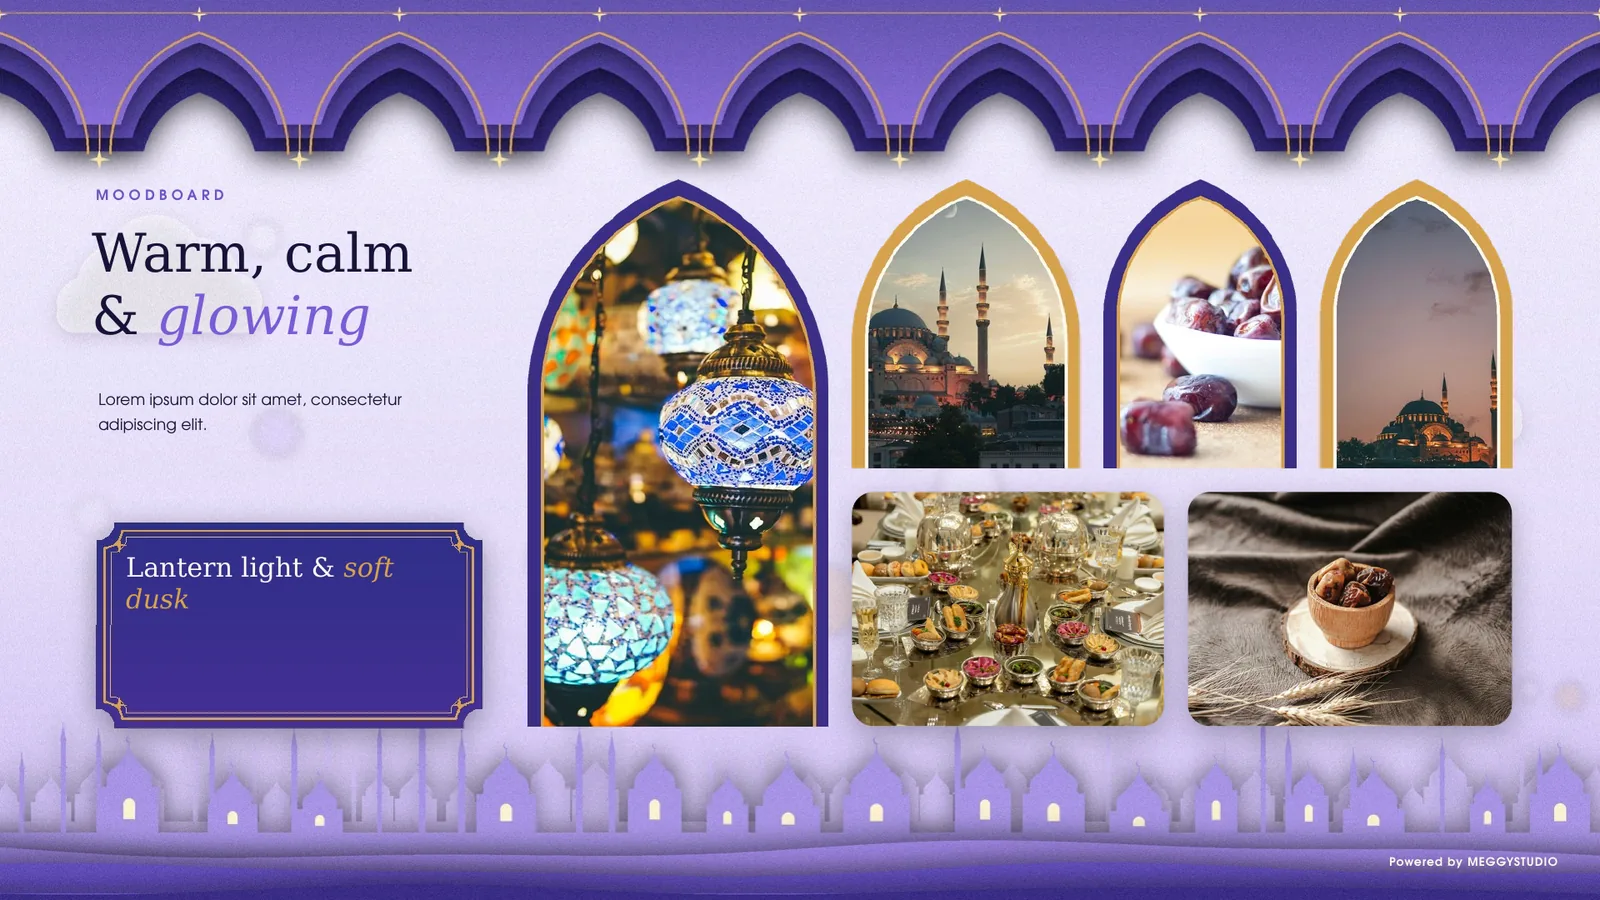 MOODBOARD
Warm, calm
& glowing
Lorem ipsum dolor sit amet, consectetur
adipiscing elit.
Lantern light & soft
dusk
Powered by MEGGYSTUDIO